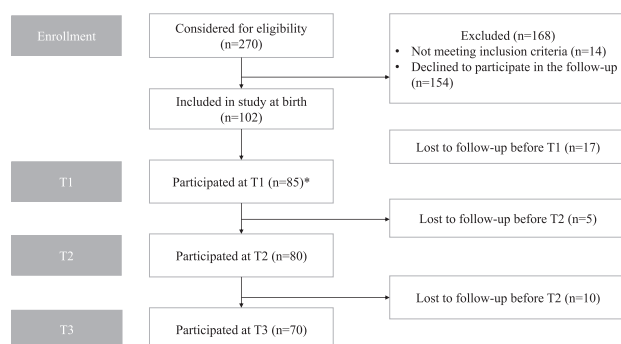 Enrollment
Considered for eligibility
(n=270)
Excluded (n=168)
• Not meeting inclusion criteria (n=14)
• Declined to participate in the follow-up
(n=154)
Included in study at birth
(n=102)
Lost to follow-up before T1 (n=17)
T1
Participated at T1 (n=85)*
Lost to follow-up before T2 (n=5)
T2
Participated at T2 (n=80)
Lost to follow-up before T2 (n=10)
T3
Participated at T3 (n=70)